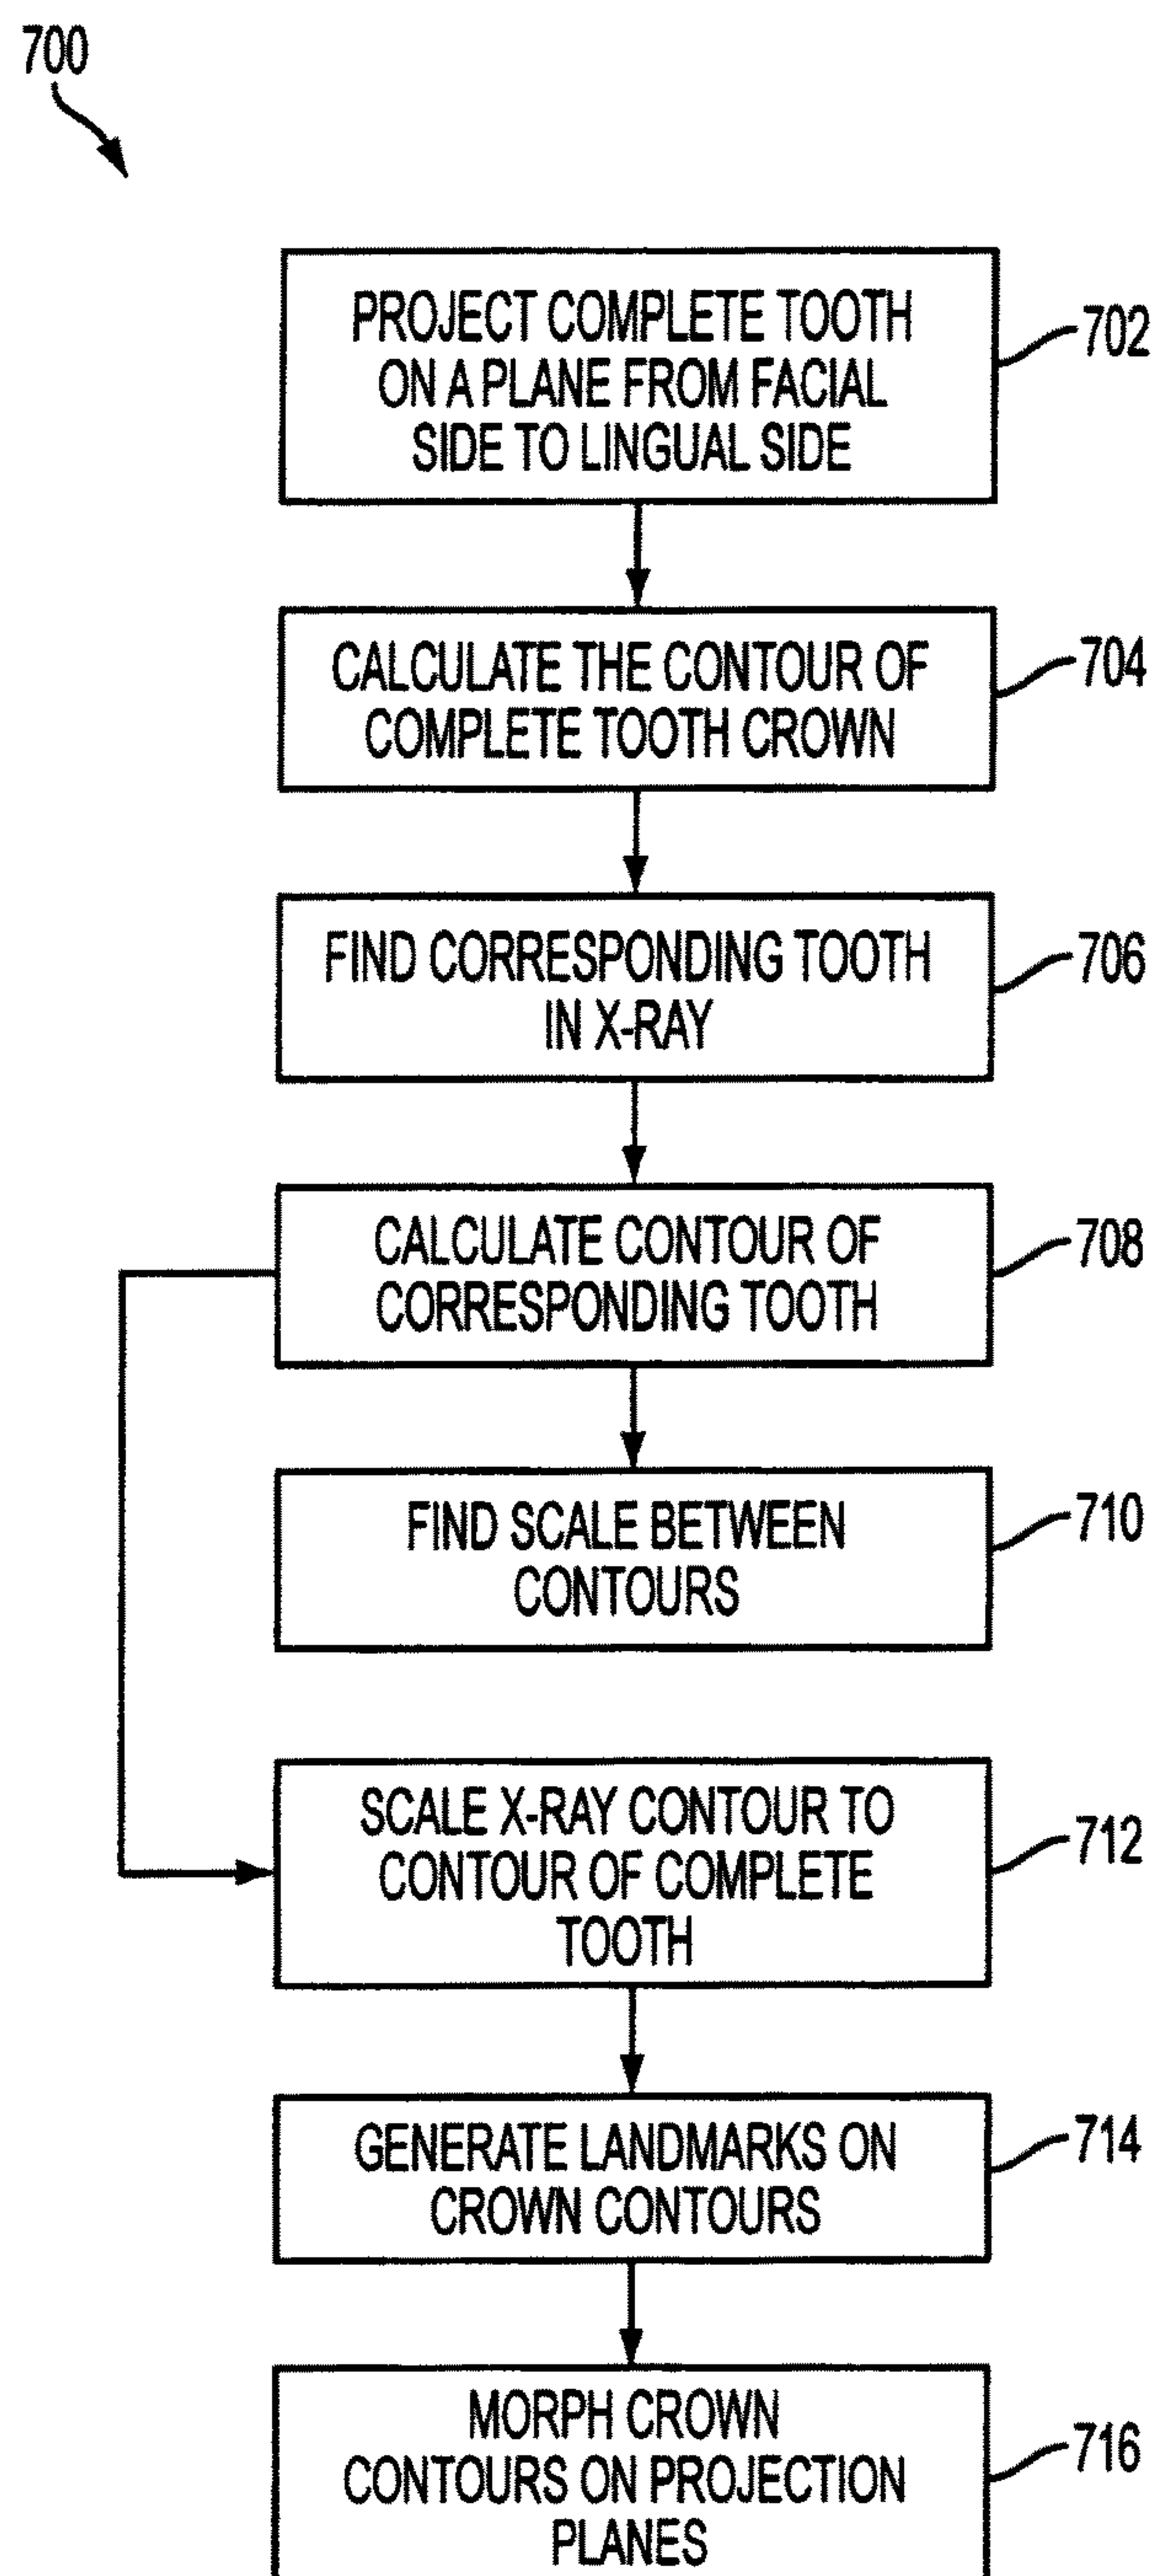 700
PROJECT COMPLETE TOOTH
ON A PLANE FROM FACIAL
SIDE TO LINGUAL SIDE
702
CALCULATE THE CONTOUR OF
COMPLETE TOOTH CROWN
704
FIND CORRESPONDING TOOTH
IN X-RAY
706
CALCULATE CONTOUR OF
CORRESPONDING TOOTH
708
FIND SCALE BETWEEN
CONTOURS
710
SCALE X-RAY CONTOUR TO
CONTOUR OF COMPLETE
TOOTH
712
GENERATE LANDMARKS ON
CROWN CONTOURS
714
MORPH CROWN
CONTOURS ON PROJECTION
PLANES
716